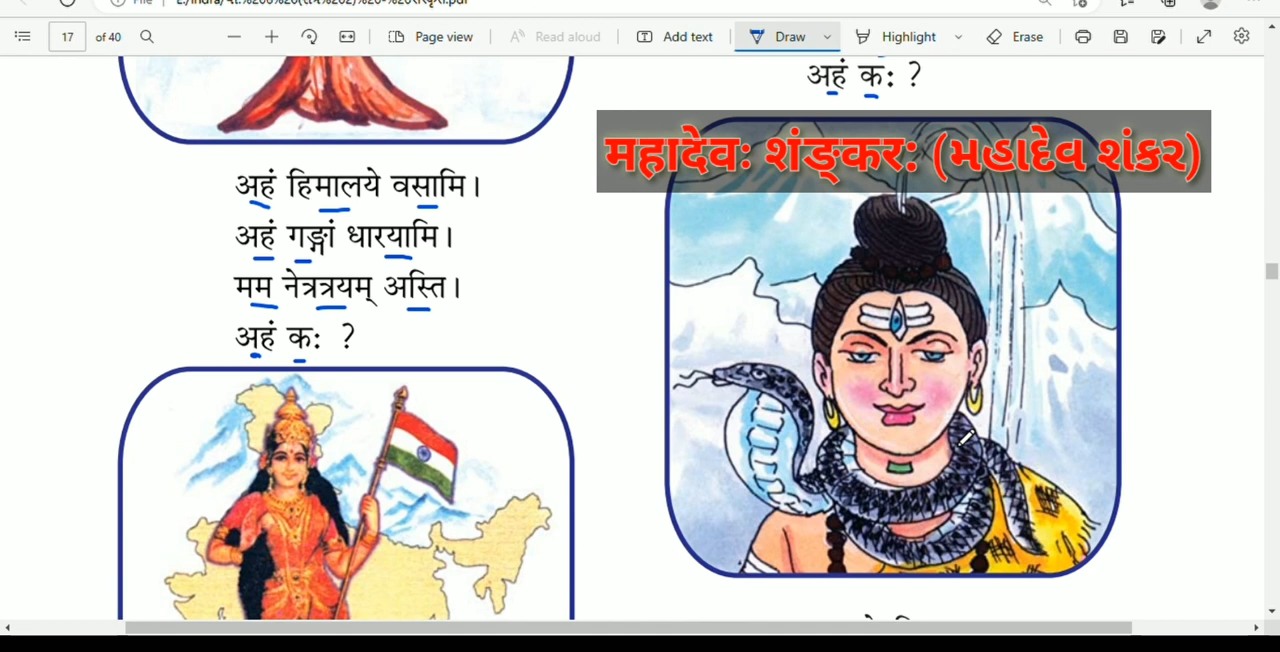 File
17 of 40
Page view
Read aloud
Add text
Draw
Highlight
Erase
अहं कः ?
महादेवः शंङ्करः (મહાદેવ શંકર)
अहं हिमालये वसामि।
अहं गङ्गां धारयामि।
मम नेत्रत्रयम् अस्ति।
अहं कः ?